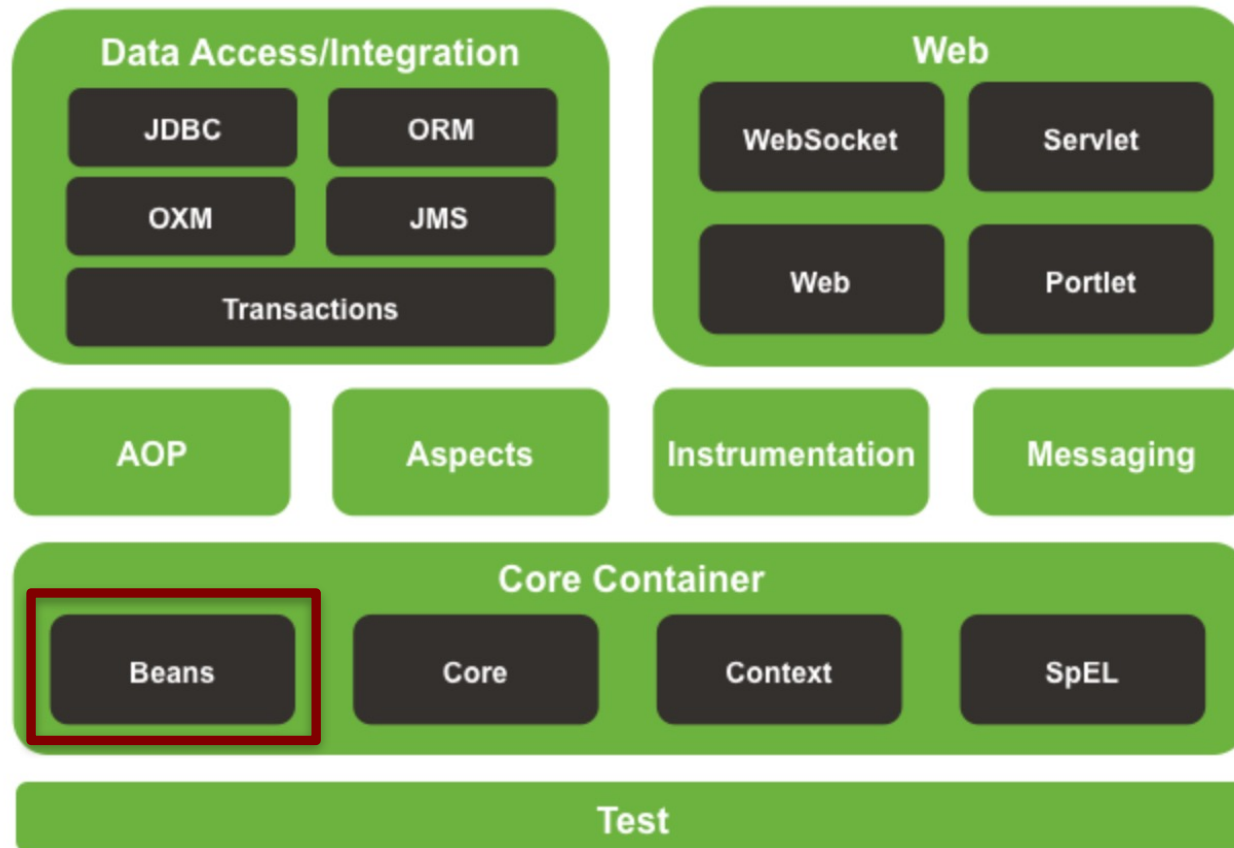 Data Access/Integration
JDBC
ORM
OXM
JMS
Transactions
Web
WebSocket
Servlet
Web
Portlet
AOP
Aspects
Instrumentation
Messaging
Core Container
Beans
Core
Context
SpEL
Test